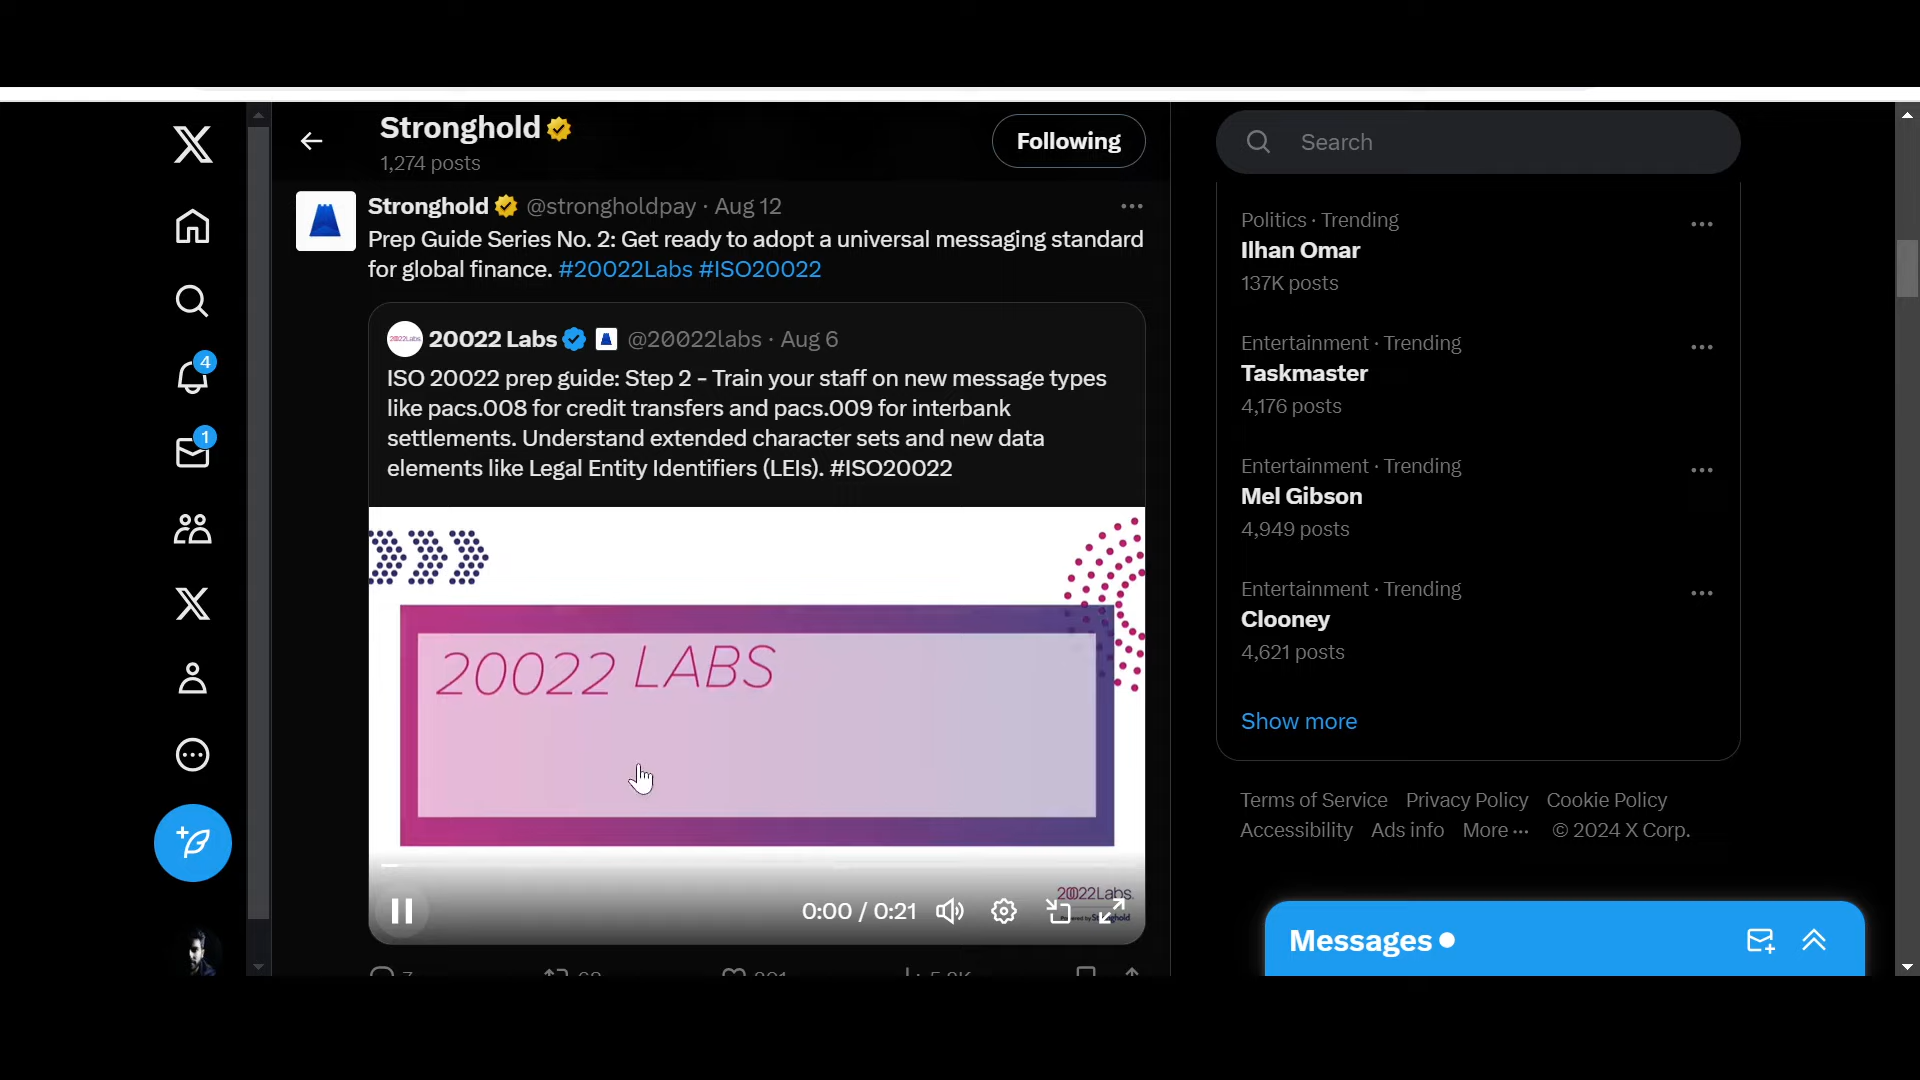 Stronghold
1,274 posts
Following
Search
Stronghold @strongholdpay · Aug 12
Prep Guide Series No. 2: Get ready to adopt a universal messaging standard
for global finance. #20022Labs #ISO20022
20022 Labs @20022labs · Aug 6
ISO 20022 prep guide: Step 2 - Train your staff on new message types
like pacs.008 for credit transfers and pacs.009 for interbank
settlements. Understand extended character sets and new data
elements like Legal Entity Identifiers (LEIs). #ISO20022
20022 LABS
0:00 / 0:21
20022Labs
Powered by Stronghold
4
1
Politics · Trending
Ilhan Omar
137K posts
Entertainment · Trending
Taskmaster
4,176 posts
Entertainment · Trending
Mel Gibson
4,949 posts
Entertainment · Trending
Clooney
4,621 posts
Show more
Terms of Service Privacy Policy Cookie Policy
Accessibility Ads info More ··· © 2024 X Corp.
Messages